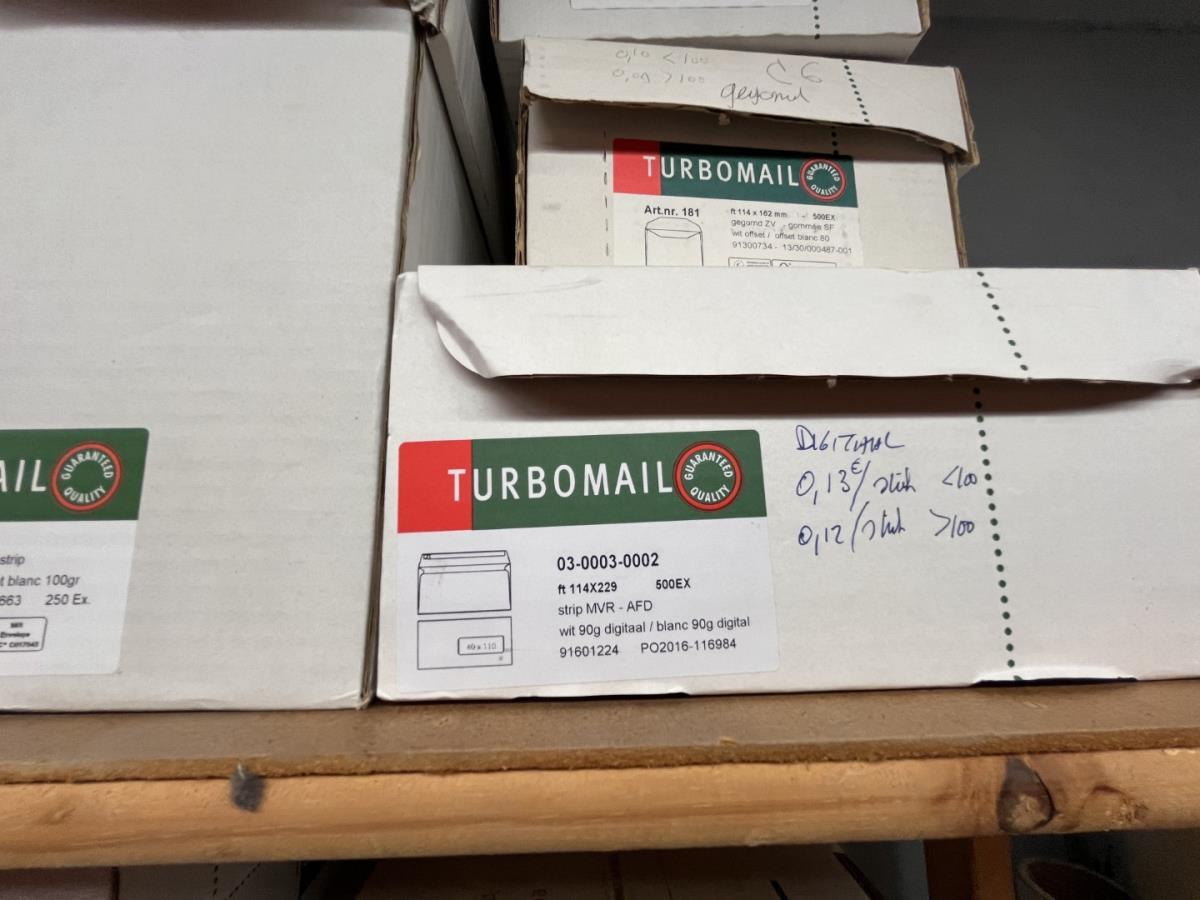 0,10 < 100
0,09 > 100
C6
gegomd
TURBOMAIL
GUARANTEED
QUALITY
Art.nr. 181
ft 114 x 162 mm
500EX
gegomd ZV - gommée SF
wit offset / offset blanc 80
91300734 - 13/30/000487-001
AIL
GUARANTEED
QUALITY
strip
t blanc 100gr
663 250 Ex.
MIX
Envelope
TURBOMAIL
GUARANTEED
QUALITY
03-0003-0002
ft 114X229 500EX
strip MVR - AFD
wit 90g digitaal / blanc 90g digital
91601224 PO2016-116984
DIGITAAL
0,13€/stuk <100
0,12/stuk >100